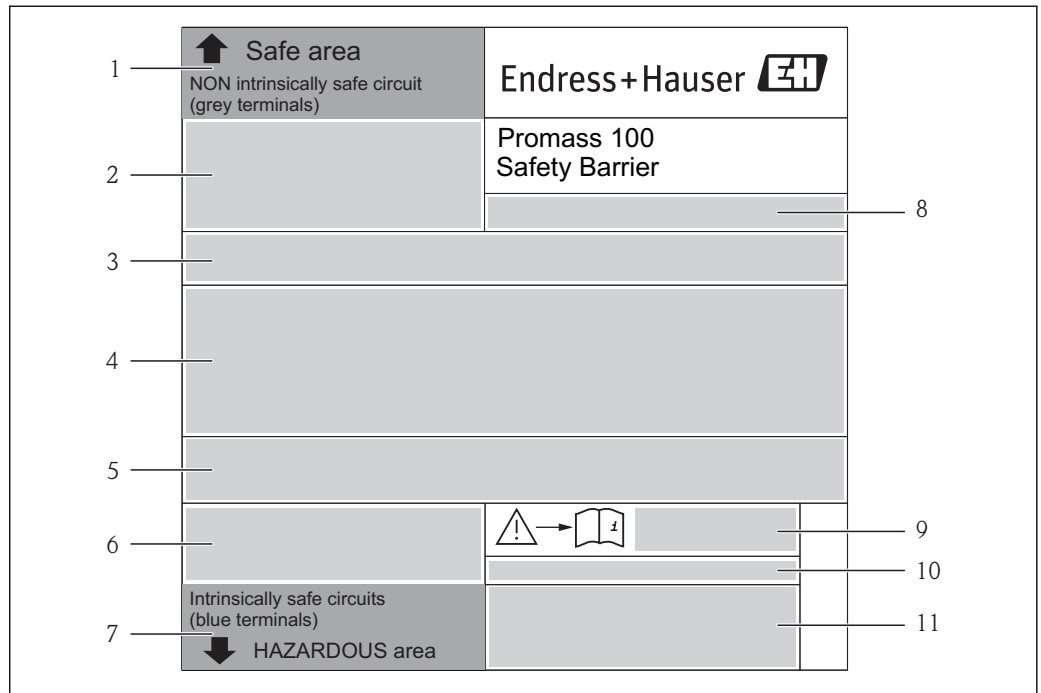 Safe area
NON intrinsically safe circuit
(grey terminals)
Endress+Hauser EH
Promass 100
Safety Barrier
1
2
3
4
5
6
7
8
9
10
11
i
Intrinsically safe circuits
(blue terminals)
HAZARDOUS area